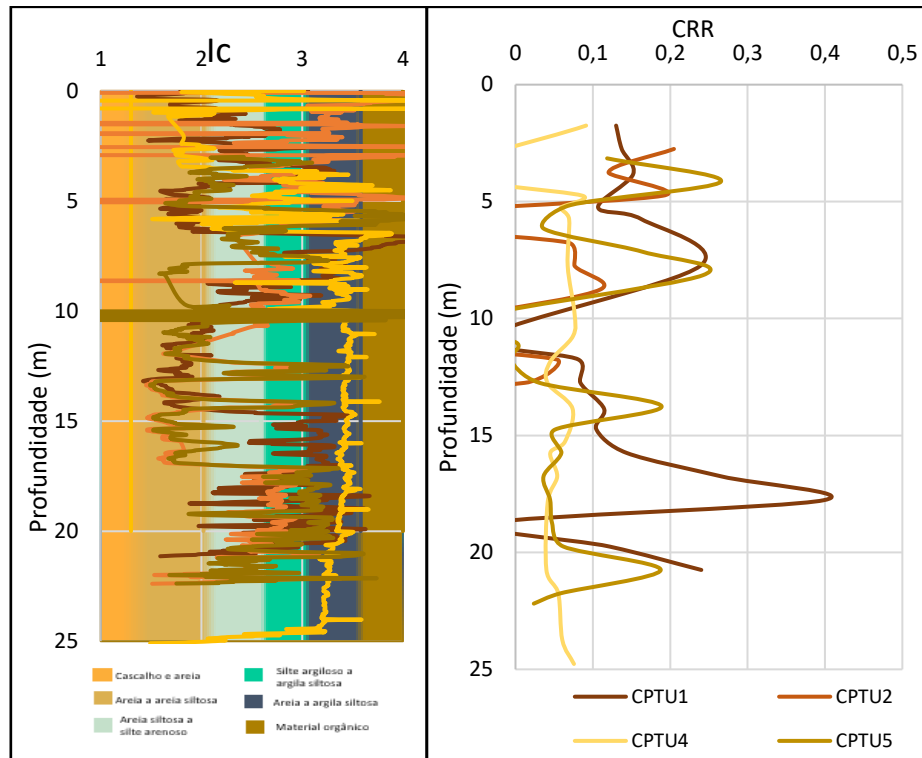 Ic
1 2 3 4
0
5
10
15
20
25
Profundidade (m)
Cascalho e areia
Areia a areia siltosa
Areia siltosa a
silte arenoso
Silte argiloso a
argila siltosa
Areia a argila siltosa
Material orgânico
CRR
0 0,1 0,2 0,3 0,4
0
5
10
15
20
25
Profundidade (m)
CPTU1 CPTU2
CPTU4 CPTU5